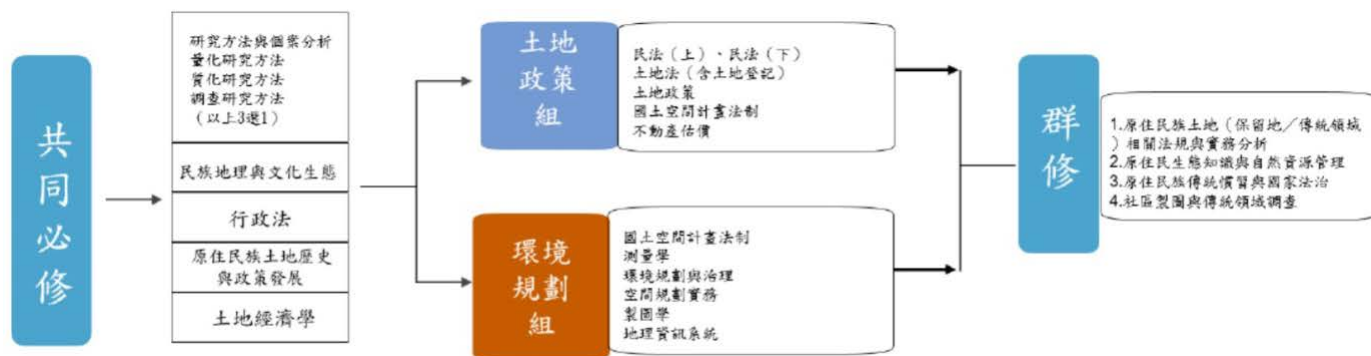 共同必修
研究方法與個案分析
量化研究方法
質化研究方法
調查研究方法
（以上3選1）
民族地理與文化生態
行政法
原住民族土地歷史
與政策發展
土地經濟學
土地
政策
組
民法（上）、民法（下）
土地法（含土地登記）
土地政策
國土空間計畫法制
不動產估價
環境
規劃
組
國土空間計畫法制
測量學
環境規劃與治理
空間規劃實務
製圖學
地理資訊系統
群修
1.原住民族土地（保留地／傳統領域
）相關法規與實務分析
2.原住民生態知識與自然資源管理
3.原住民族傳統慣習與國家法治
4.社區製圖與傳統領域調查